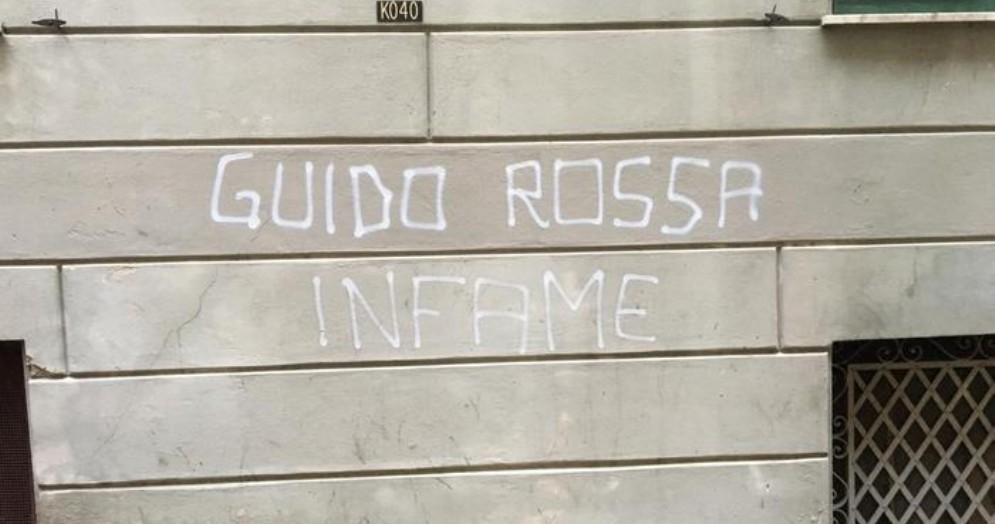 K040
GUIDO ROSSA
INFAME